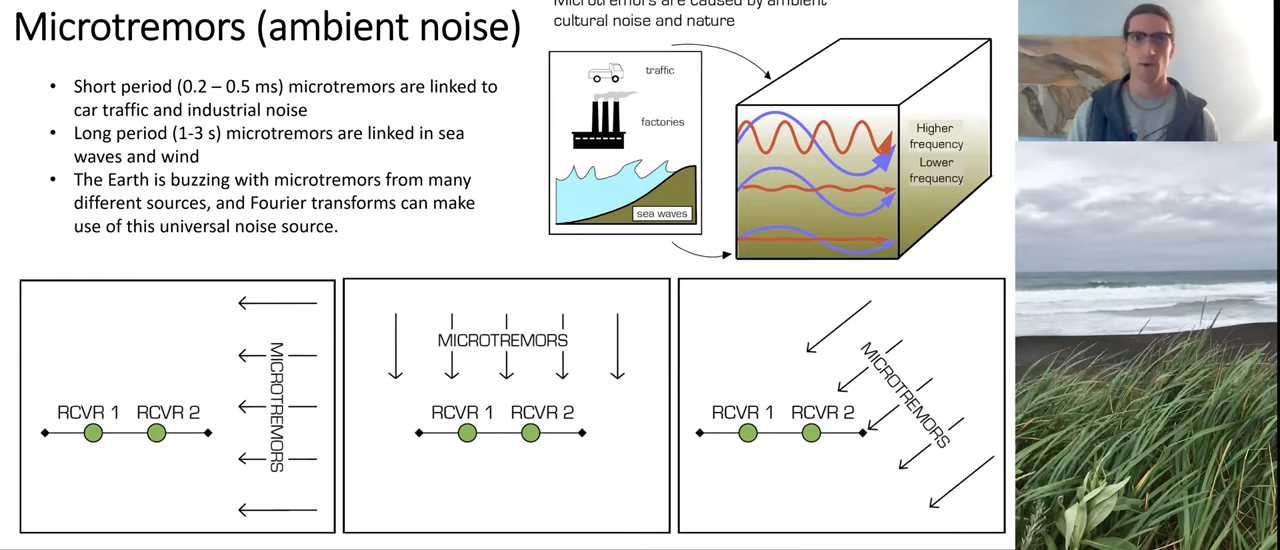 Microtremors (ambient noise)
Microtremors are caused by ambient
cultural noise and nature
• Short period (0.2 – 0.5 ms) microtremors are linked to
car traffic and industrial noise
• Long period (1-3 s) microtremors are linked in sea
waves and wind
• The Earth is buzzing with microtremors from many
different sources, and Fourier transforms can make
use of this universal noise source.
traffic
factories
sea waves
Higher
frequency
Lower
frequency
RCVR 1 RCVR 2
MICROTREMORS
MICROTREMORS
RCVR 1 RCVR 2
RCVR 1 RCVR 2
MICROTREMORS